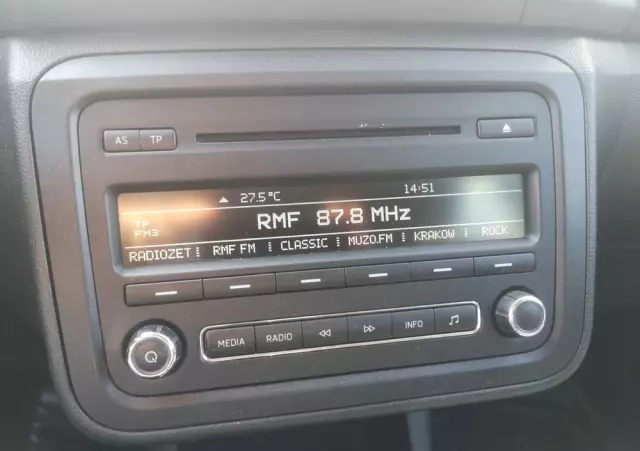 AS TP
27.5°C 14:51
TP
RMF 87.8 MHz
FM3
RADIOZET RMF FM CLASSIC MUZO.FM KRAKOW ROCK
MEDIA RADIO INFO